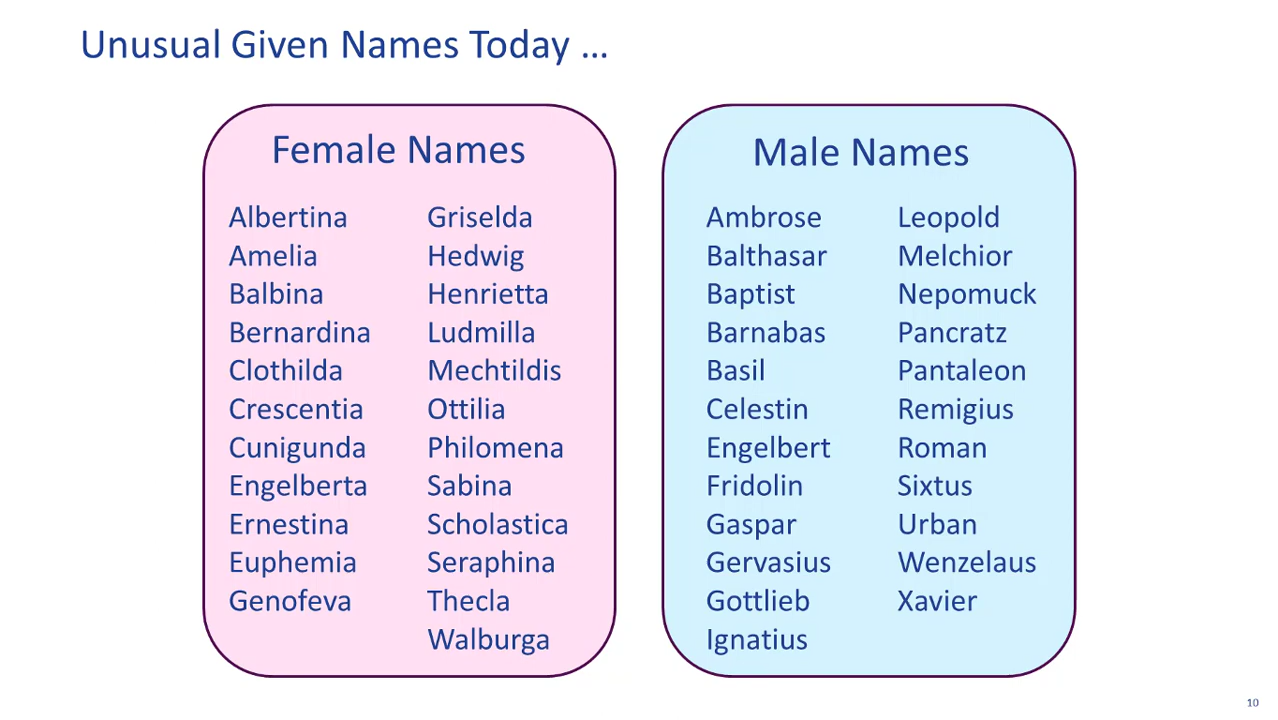 Unusual Given Names Today ...
Female Names
Albertina
Amelia
Balbina
Bernardina
Clothilda
Crescentia
Cunigunda
Engelberta
Ernestina
Euphemia
Genofeva
Griselda
Hedwig
Henrietta
Ludmilla
Mechtildis
Ottilia
Philomena
Sabina
Scholastica
Seraphina
Thecla
Walburga
Male Names
Ambrose
Balthasar
Baptist
Barnabas
Basil
Celestin
Engelbert
Fridolin
Gaspar
Gervasius
Gottlieb
Ignatius
Leopold
Melchior
Nepomuck
Pancratz
Pantaleon
Remigius
Roman
Sixtus
Urban
Wenzelaus
Xavier
10